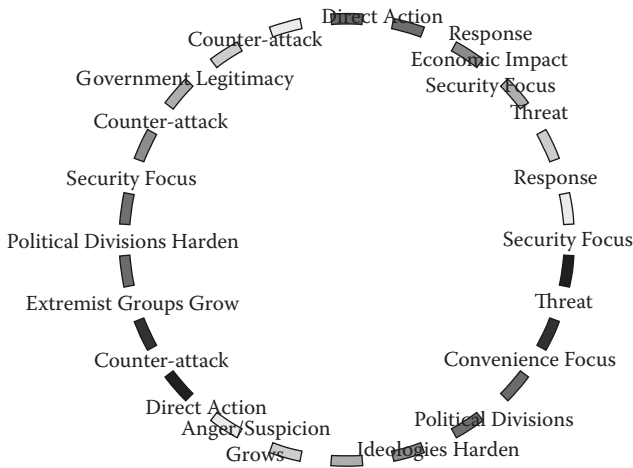 Direct Action
Response
Economic Impact
Security Focus
Threat
Response
Security Focus
Threat
Convenience Focus
Political Divisions
Ideologies Harden
Anger/Suspicion
Grows
Direct Action
Counter-attack
Extremist Groups Grow
Political Divisions Harden
Security Focus
Counter-attack
Government Legitimacy
Counter-attack